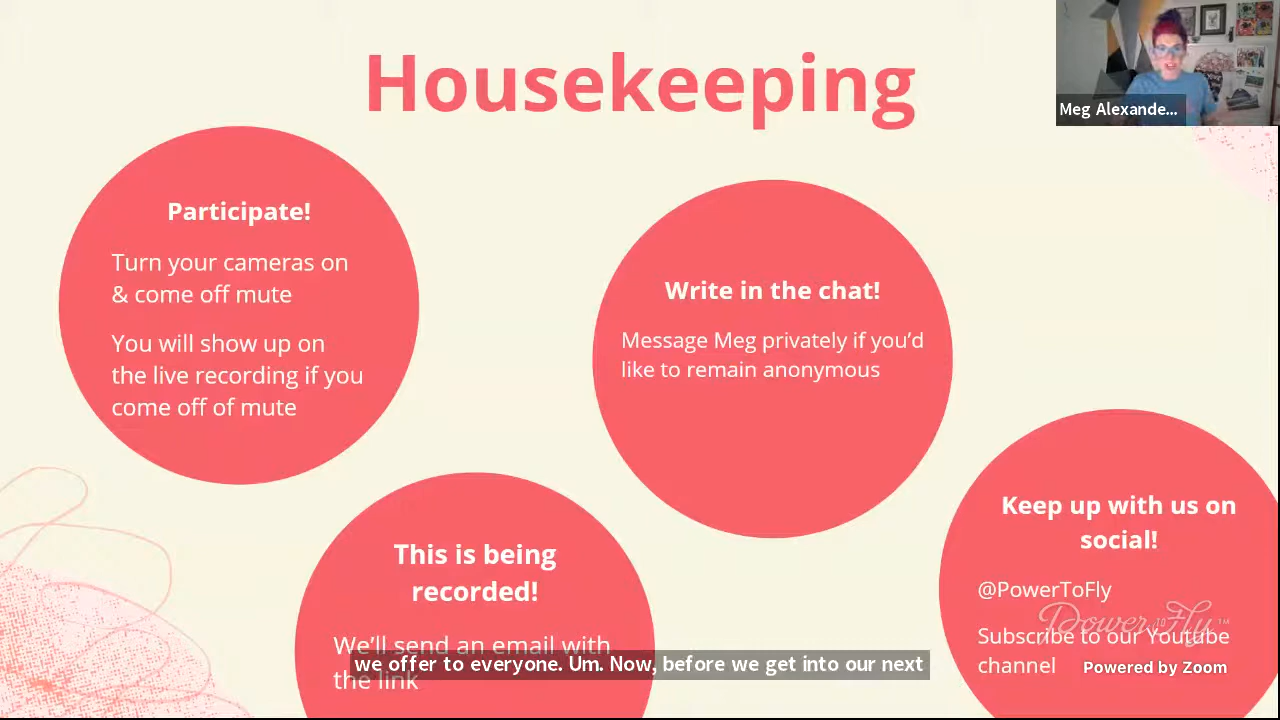 Housekeeping
Meg Alexande...
Participate!
Turn your cameras on
& come off mute
You will show up on
the live recording if you
come off of mute
Write in the chat!
Message Meg privately if you'd
like to remain anonymous
This is being
recorded!
We'll send an email with
the link
Keep up with us on
social!
@PowerToFly
Subscribe to our Youtube
channel
PowertoFly™
Powered by Zoom
we offer to everyone. Um. Now, before we get into our next